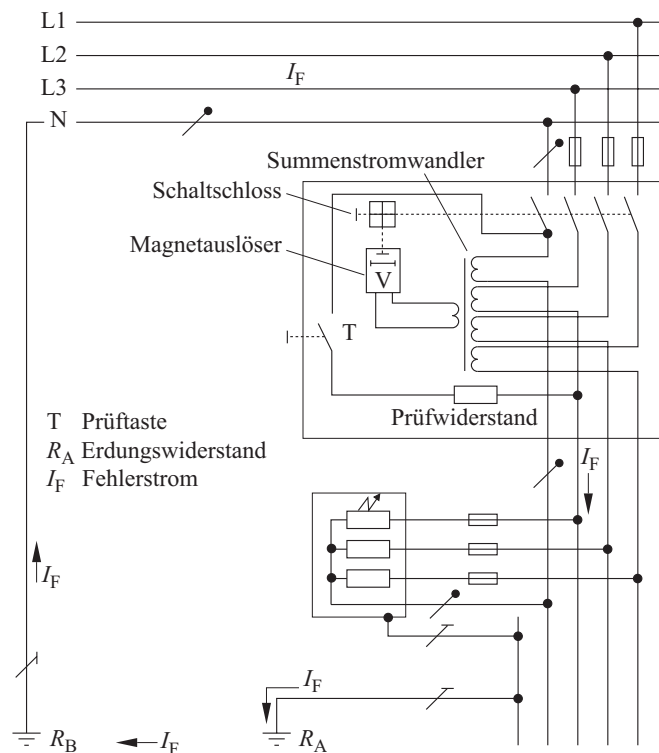 L1
L2
L3
I_F
N
Summenstromwandler
Schaltschloss
Magnetauslöser
V
T
Prüfwiderstand
T Prüftaste
R_A Erdungswiderstand
I_F Fehlerstrom
I_F
I_F
I_F
R_B
I_F
R_A